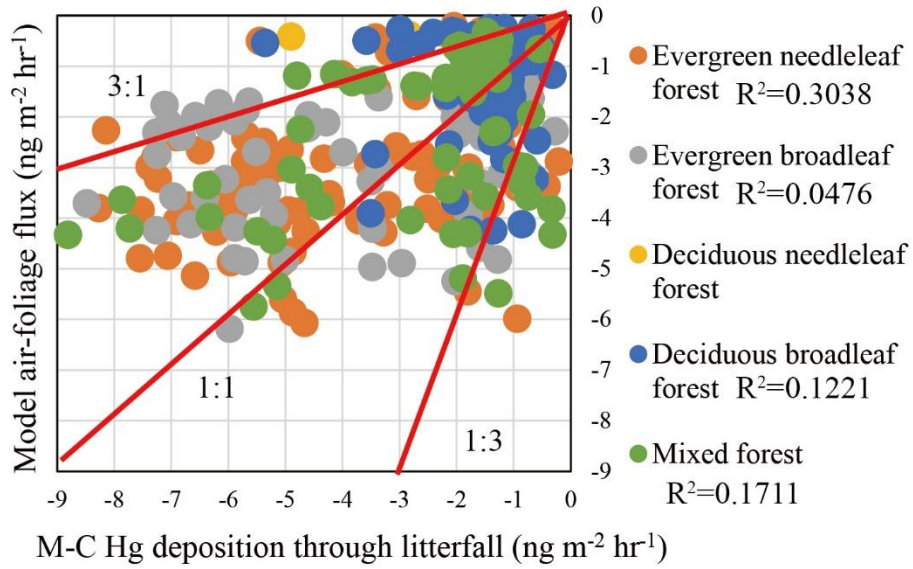 Model air-foliage flux (ng m⁻² hr⁻¹)
3:1
1:1
1:3
0
-1
-2
-3
-4
-5
-6
-7
-8
-9
-9 -8 -7 -6 -5 -4 -3 -2 -1 0
M-C Hg deposition through litterfall (ng m⁻² hr⁻¹)
Evergreen needleleaf
forest R²=0.3038
Evergreen broadleaf
forest R²=0.0476
Deciduous needleleaf
forest
Deciduous broadleaf
forest R²=0.1221
Mixed forest
R²=0.1711